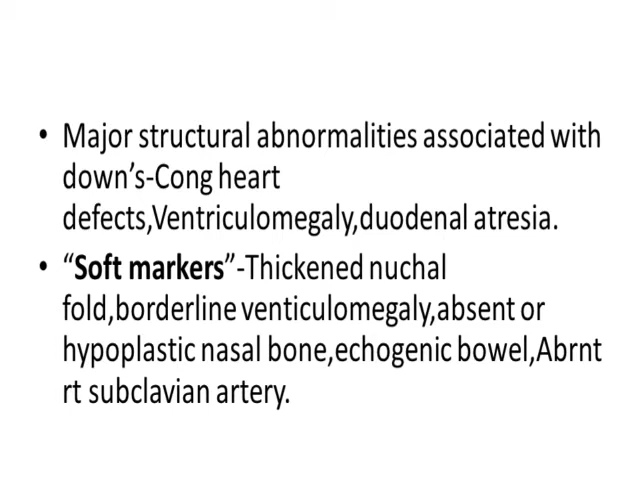 • Major structural abnormalities associated with
down’s-Cong heart
defects,Ventriculomegaly,duodenal atresia.
• “Soft markers”-Thickened nuchal
fold,borderline venticulomegaly,absent or
hypoplastic nasal bone,echogenic bowel,Abrnt
rt subclavian artery.